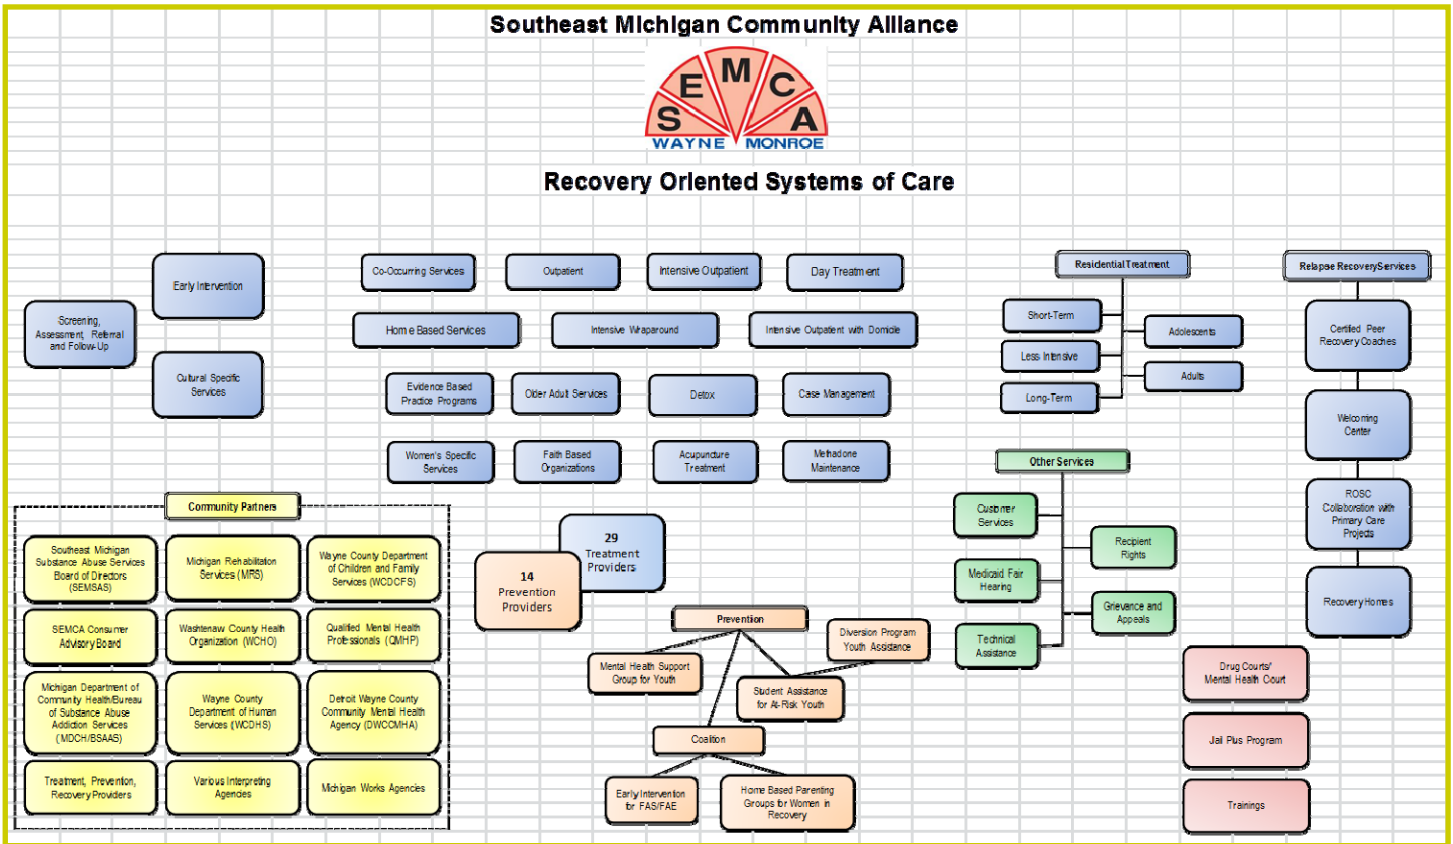 Southeast Michigan Community Alliance
S E M C A
WAYNE MONROE
Recovery Oriented Systems of Care
Early Intervention
Screening,
Assessment, Referral
and Follow-Up
Cultural Specific
Services
Co-Occurring Services
Outpatient
Intensive Outpatient
Day Treatment
Home Based Services
Intensive Wraparound
Intensive Outpatient with Domicile
Evidence Based
Practice Programs
Older Adult Services
Detox
Case Management
Women's Specific
Services
Faith Based
Organizations
Acupuncture
Treatment
Methadone
Maintenance
Residential Treatment
Short-Term
Less Intensive
Long-Term
Adolescents
Adults
Relapse Recovery Services
Certified Peer
Recovery Coaches
Welcoming
Center
ROSC
Collaboration with
Primary Care
Projects
Recovery Homes
Other Services
Customer
Services
Recipient
Rights
Medicaid Fair
Hearing
Grievance and
Appeals
Technical
Assistance
Community Partners
Southeast Michigan
Substance Abuse Services
Board of Directors
(SEMSAS)
Michigan Rehabilitation
Services (MRS)
Wayne County Department
of Children and Family
Services (WCDCFS)
SEMCA Consumer
Advisory Board
Washtenaw County Health
Organization (WCHO)
Qualified Mental Health
Professionals (QMHP)
Michigan Department of
Community Health/Bureau
of Substance Abuse
Addiction Services
(MDCH/BSAAS)
Wayne County
Department of Human
Services (WCDHS)
Detroit Wayne County
Community Mental Health
Agency (DWCCMHA)
Treatment, Prevention,
Recovery Providers
Various Interpreting
Agencies
Michigan Works Agencies
29
Treatment
Providers
14
Prevention
Providers
Prevention
Mental Health Support
Group for Youth
Diversion Program
Youth Assistance
Student Assistance
for At-Risk Youth
Coalition
Early Intervention
for FAS/FAE
Home Based Parenting
Groups for Women in
Recovery
Drug Courts'
Mental Health Court
Jail Plus Program
Trainings